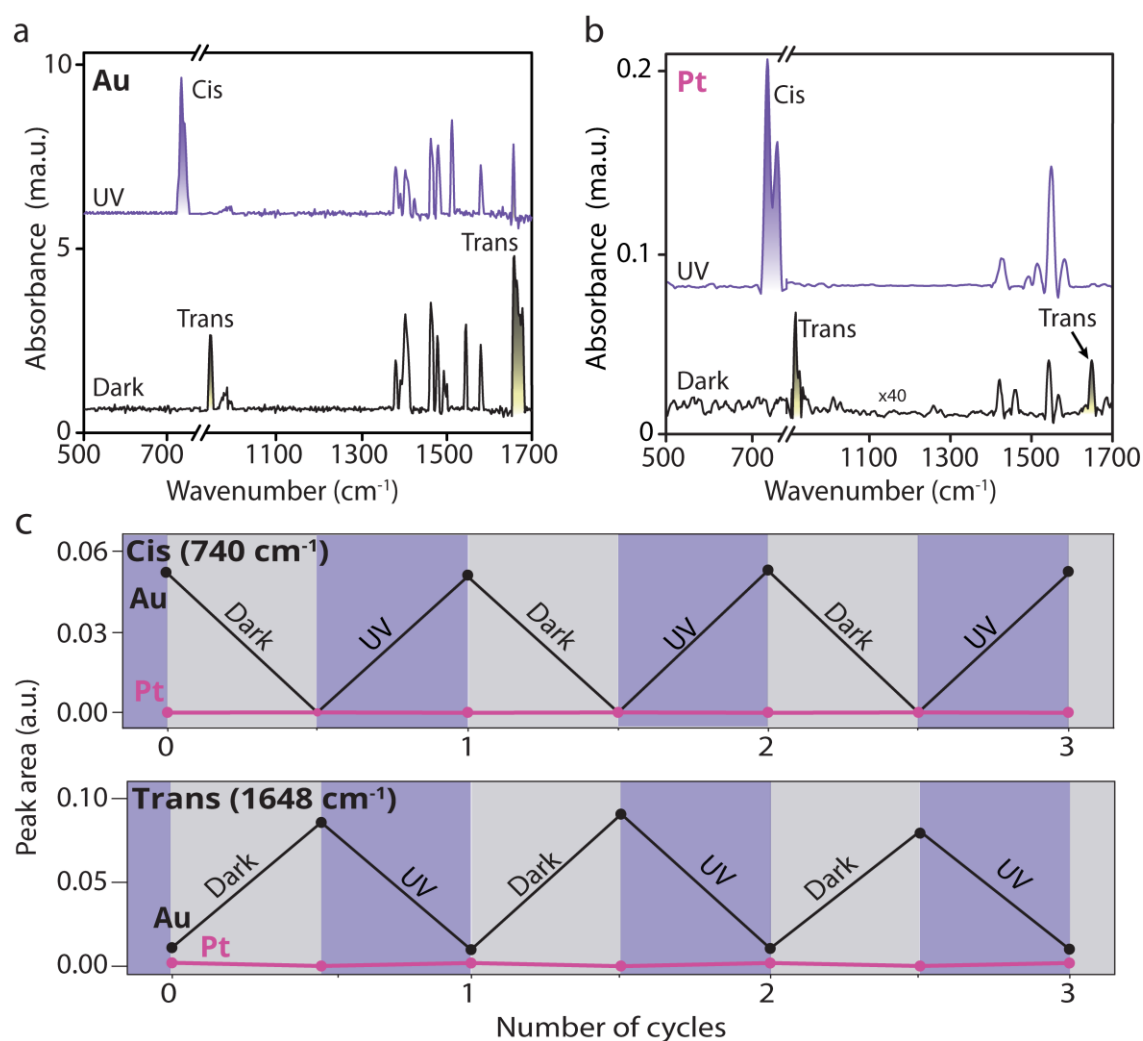 a
Au
Absorbance (ma.u.)
10
5
0
Cis
UV
Trans
Trans
Dark
500 700 1100 1300 1500 1700
Wavenumber (cm⁻¹)
b
Pt
Absorbance (ma.u.)
0.2
0.1
0
Cis
UV
Trans
Trans
Dark
x40
500 700 1100 1300 1500 1700
Wavenumber (cm⁻¹)
c
Peak area (a.u.)
Cis (740 cm⁻¹)
0.06
0.03
0.00
Au
Pt
Dark UV Dark UV Dark UV
0 1 2 3
Trans (1648 cm⁻¹)
0.10
0.05
0.00
Dark UV Dark UV Dark UV
Au
Pt
0 1 2 3
Number of cycles